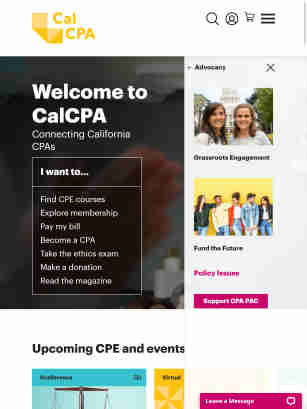 Cal
CPA
← Advocacy
Welcome to
CalCPA
Connecting California
CPAs
I want to...
Find CPE courses
Explore membership
Pay my bill
Become a CPA
Take the ethics exam
Make a donation
Read the magazine
Grassroots Engagement
Fund the Future
Policy Issues
Support CPA PAC
Upcoming CPE and events
Econference
Virtual
Leave a Message